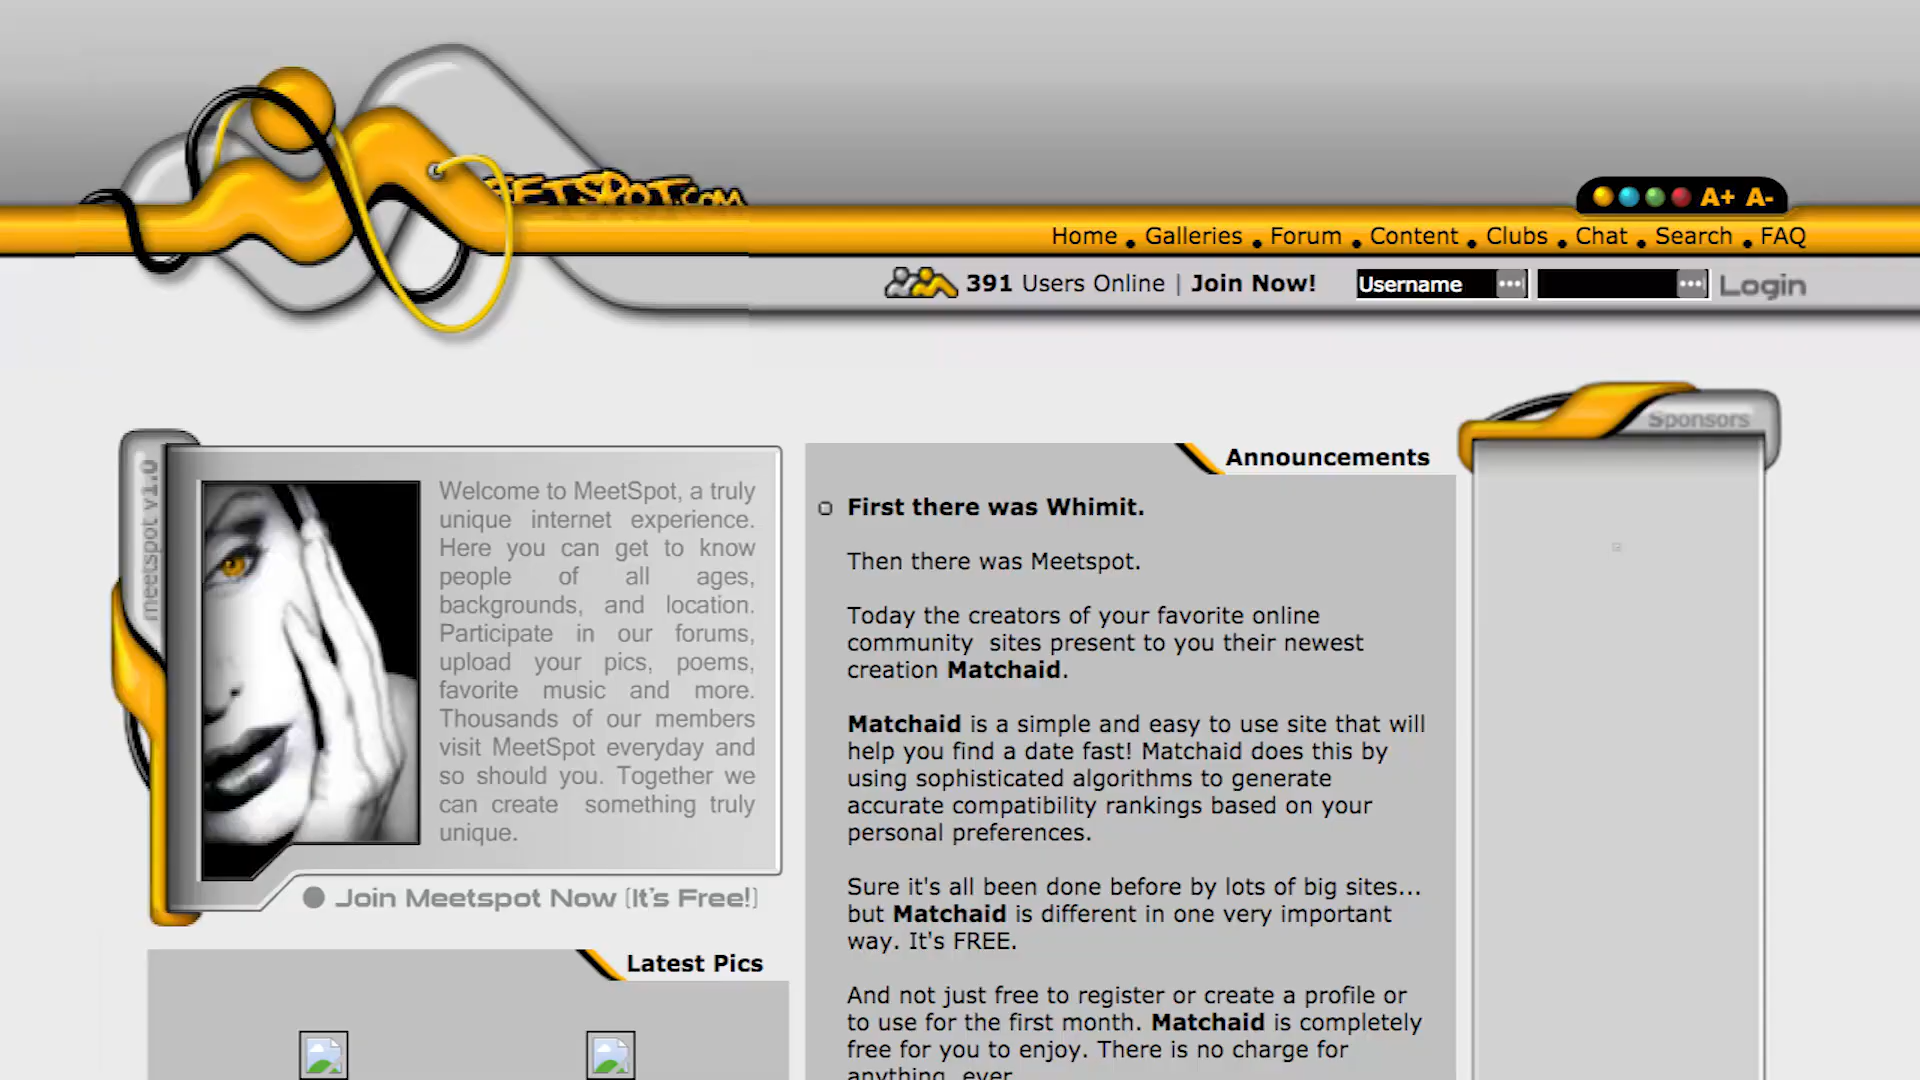 MEETSPOT.COM
A+ A-
Home . Galleries . Forum . Content . Clubs . Chat . Search . FAQ
391 Users Online | Join Now!
Username
Login
Sponsors
meetspot v1.0
Welcome to MeetSpot, a truly
unique internet experience.
Here you can get to know
people of all ages,
backgrounds, and location.
Participate in our forums,
upload your pics, poems,
favorite music and more.
Thousands of our members
visit MeetSpot everyday and
so should you. Together we
can create something truly
unique.
Join Meetspot Now (It's Free!)
Latest Pics
Announcements
First there was Whimit.
Then there was Meetspot.
Today the creators of your favorite online
community sites present to you their newest
creation Matchaid.
Matchaid is a simple and easy to use site that will
help you find a date fast! Matchaid does this by
using sophisticated algorithms to generate
accurate compatibility rankings based on your
personal preferences.
Sure it's all been done before by lots of big sites...
but Matchaid is different in one very important
way. It's FREE.
And not just free to register or create a profile or
to use for the first month. Matchaid is completely
free for you to enjoy. There is no charge for
anything, ever